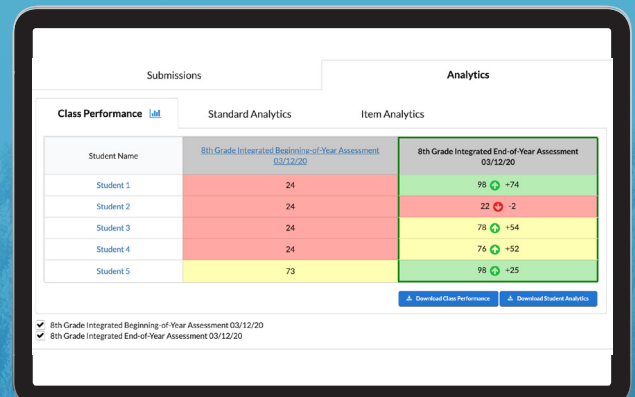 Submissions
Analytics
Class Performance
Standard Analytics
Item Analytics
Student Name
8th Grade Integrated Beginning-of-Year Assessment
03/12/20
8th Grade Integrated End-of-Year Assessment
03/12/20
Student 1
24
98 +74
Student 2
24
22 -2
Student 3
24
78 +54
Student 4
24
76 +52
Student 5
73
98 +25
Download Class Performance
Download Student Analytics
8th Grade Integrated Beginning-of-Year Assessment 03/12/20
8th Grade Integrated End-of-Year Assessment 03/12/20